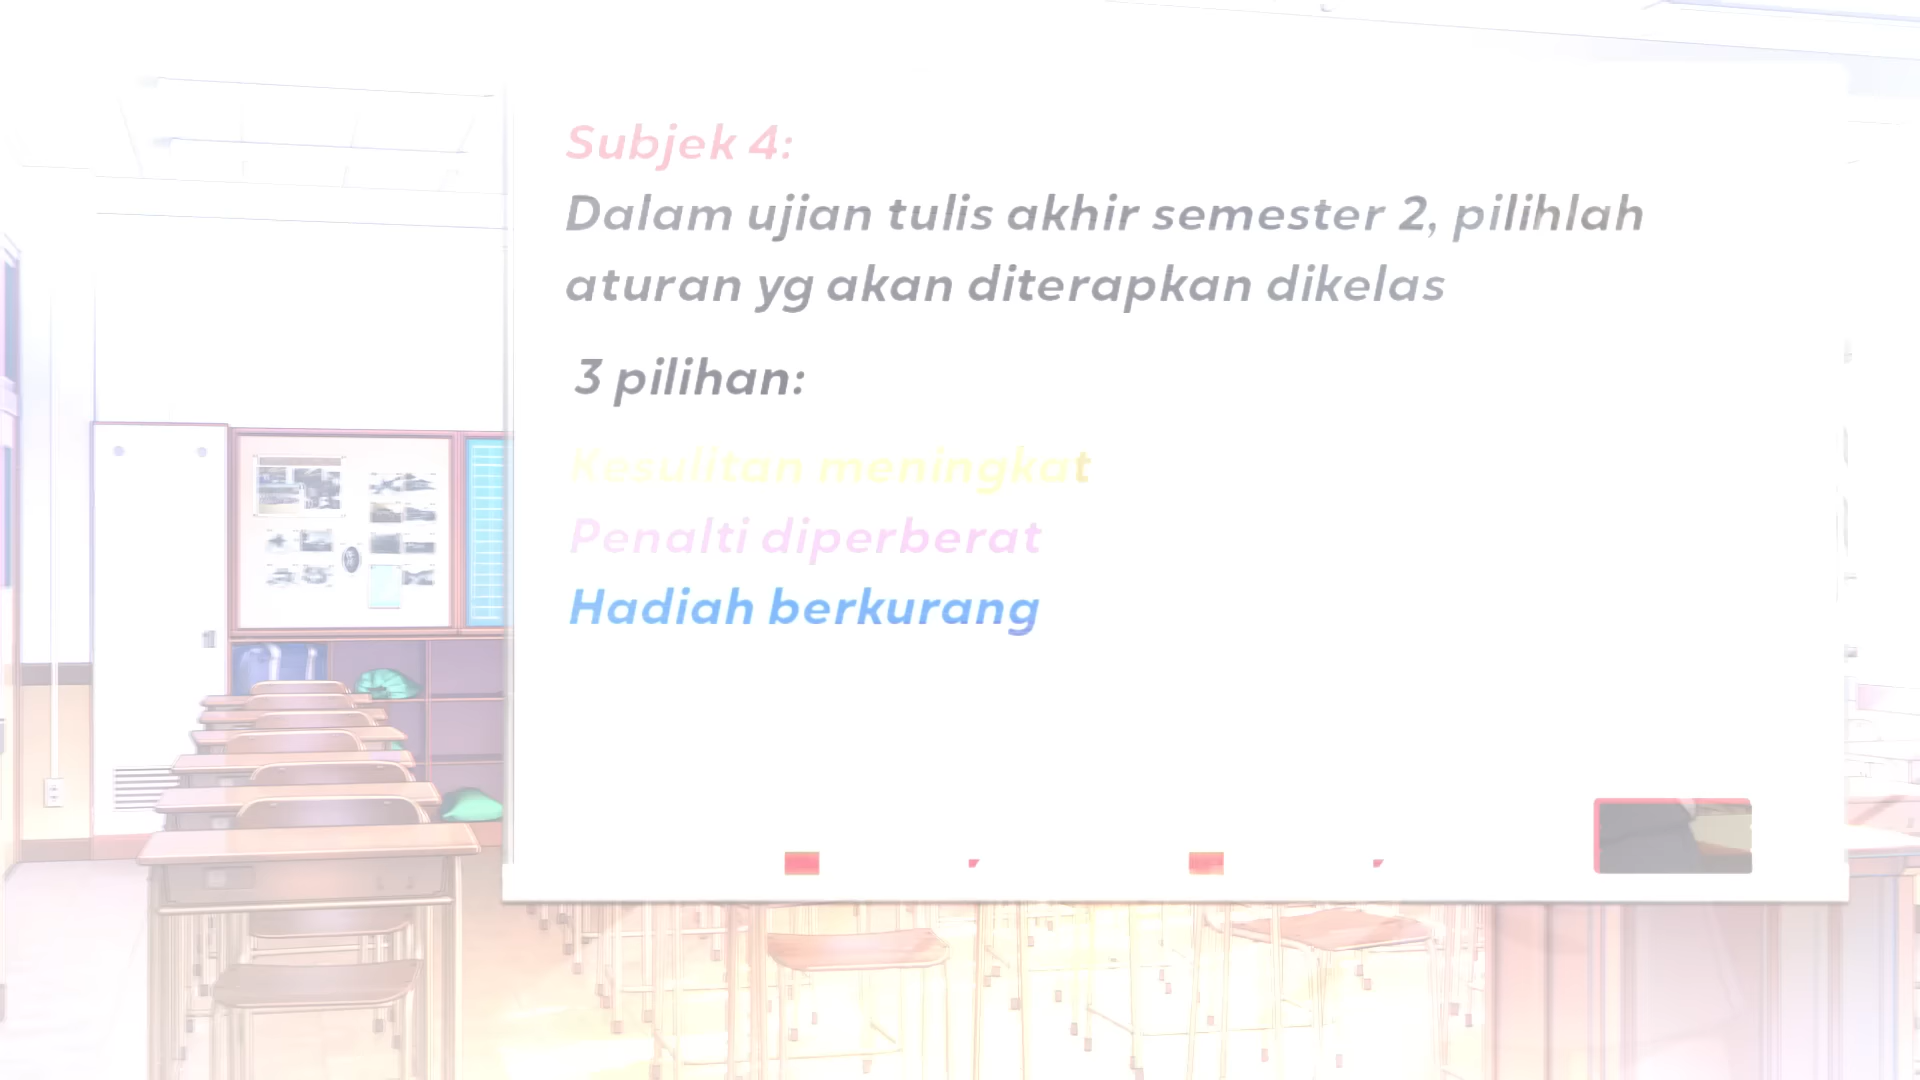 Subjek 4:
Dalam ujian tulis akhir semester 2, pilihlah
aturan yg akan diterapkan dikelas
3 pilihan:
Kesulitan meningkat
Penalti diperberat
Hadiah berkurang